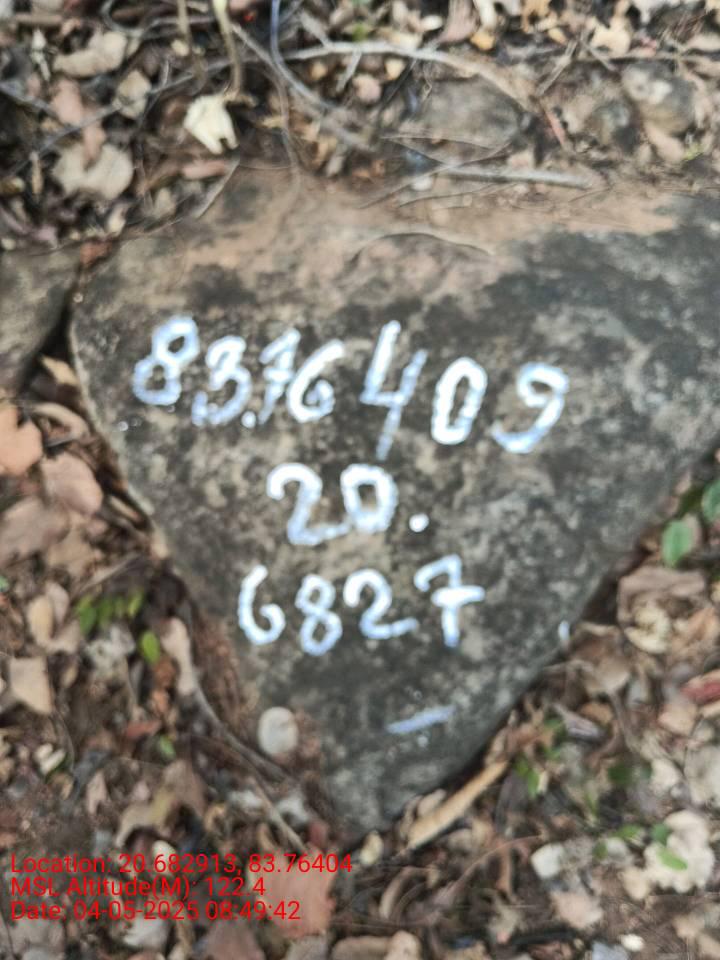 83.76409
20.
6827
Location: 20.682913, 83.76404
MSL Altitude(M): 122.4
Date: 04-05-2025 08:49:42